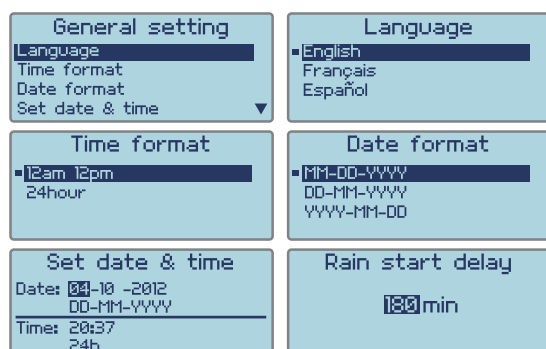 General setting
Language
Time format
Date format
Set date & time
Language
English
Français
Español
Time format
12am 12pm
24hour
Date format
MM-DD-YYYY
DD-MM-YYYY
YYYY-MM-DD
Set date & time
Date: 04-10 -2012
DD-MM-YYYY
Time: 20:37
24h
Rain start delay
180 min